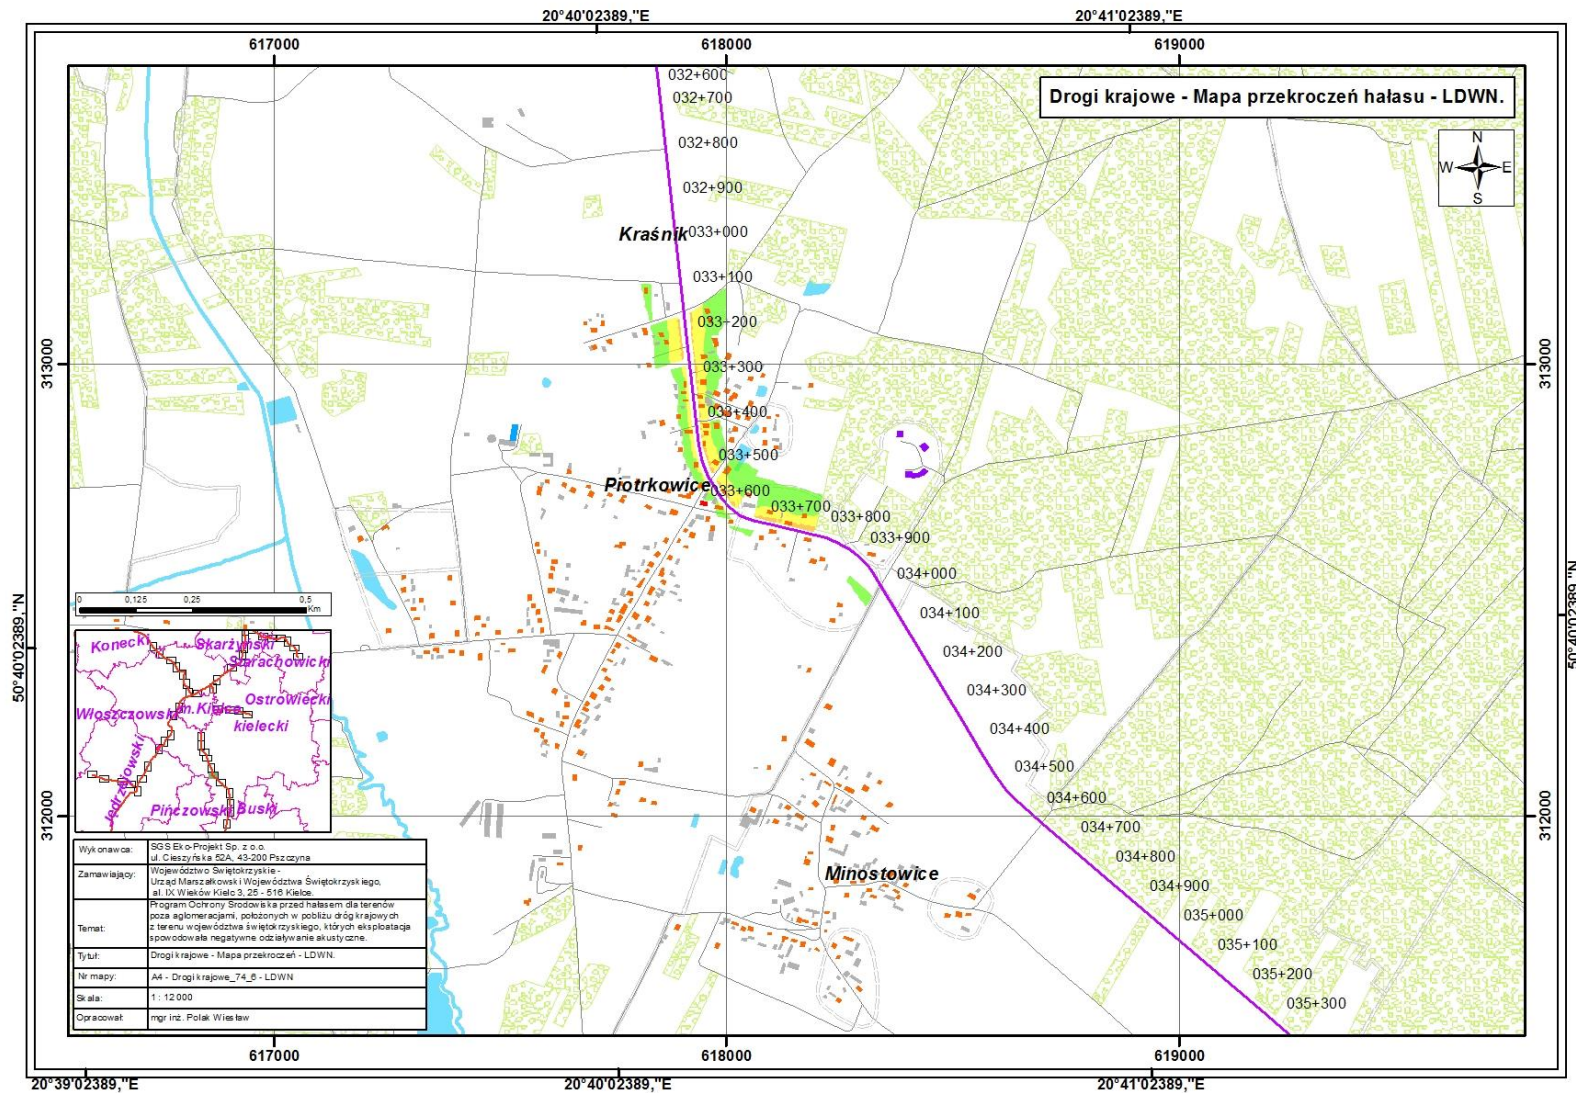 20°40'02389,"E
20°41'02389,"E
617000
618000
619000
Drogi krajowe - Mapa przekroczeń hałasu - LDWN.
N
W
E
S
032+600
032+700
032+800
032+900
Kraśnik
033+000
033+100
033+200
313000
313000
033+300
033+400
033+500
Piotrkowice
033+600
033+700
033+800
033+900
034+000
034+100
034+200
034+300
034+400
034+500
034+600
034+700
034+800
034+900
035+000
035+100
035+200
035+300
Minostowice
50°40'02389,"N
50°40'02389,"N
0 0,125 0,25 0,5
Km
Konecki
Skarżyński
Starachowicki
Ostrowiecki
Włoszczowski
m.Kielce
kielecki
Jędrzejowski
Pińczowski
Buski
312000
312000
Wykonawca: SGS Eko-Projekt Sp. z o.o.
ul. Cieszyńska 52A, 43-200 Pszczyna
Zamawiający: Województwo Świętokrzyskie -
Urząd Marszałkowski Województwa Świętokrzyskiego,
al. IX Wieków Kielc 3, 25 - 516 Kielce.
Temat: Program Ochrony Środowiska przed hałasem dla terenów
poza aglomeracjami, położonych w pobliżu dróg krajowych
z terenu województwa świętokrzyskiego, których eksploatacja
spowodowała negatywne odziaływanie akustyczne.
Tytuł: Drogi krajowe - Mapa przekroczeń - LDWN.
Nr mapy: A4 - Drogi krajowe_74_6 - LDWN
Skala: 1 : 12 000
Opracował: mgr inż. Polak Wiesław
617000
618000
619000
20°39'02389,"E
20°40'02389,"E
20°41'02389,"E